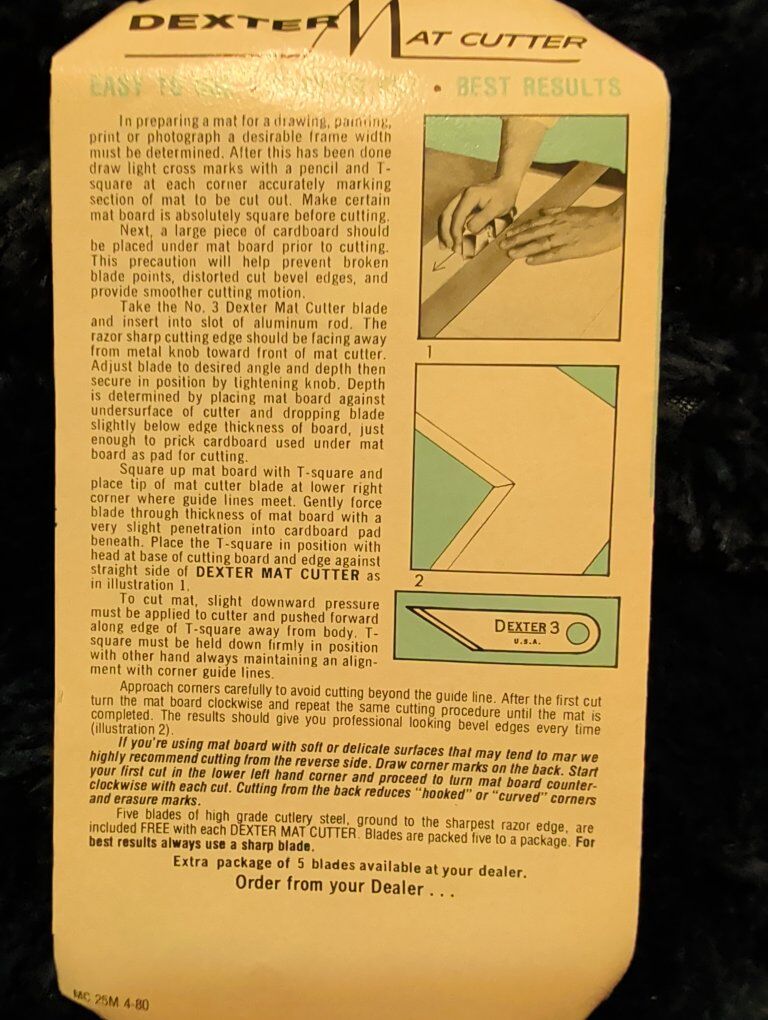 DEXTER MAT CUTTER
EASY TO • BEST RESULTS
In preparing a mat for a drawing, painting,
print or photograph a desirable frame width
must be determined. After this has been done
draw light cross marks with a pencil and T-
square at each corner accurately marking
section of mat to be cut out. Make certain
mat board is absolutely square before cutting.
Next, a large piece of cardboard should
be placed under mat board prior to cutting.
This precaution will help prevent broken
blade points, distorted cut bevel edges, and
provide smoother cutting motion.
Take the No. 3 Dexter Mat Cutter blade
and insert into slot of aluminum rod. The
razor sharp cutting edge should be facing away
from metal knob toward front of mat cutter.
Adjust blade to desired angle and depth then
secure in position by tightening knob. Depth
is determined by placing mat board against
undersurface of cutter and dropping blade
slightly below edge thickness of board, just
enough to prick cardboard used under mat
board as pad for cutting.
Square up mat board with T-square and
place tip of mat cutter blade at lower right
corner where guide lines meet. Gently force
blade through thickness of mat board with a
very slight penetration into cardboard pad
beneath. Place the T-square in position with
head at base of cutting board and edge against
straight side of DEXTER MAT CUTTER as
in illustration 1.
To cut mat, slight downward pressure
must be applied to cutter and pushed forward
along edge of T-square away from body. T-
square must be held down firmly in position
with other hand always maintaining an align-
ment with corner guide lines.
1
2
DEXTER 3
U.S.A.
Approach corners carefully to avoid cutting beyond the guide line. After the first cut
turn the mat board clockwise and repeat the same cutting procedure until the mat is
completed. The results should give you professional looking bevel edges every time
(illustration 2).
If you're using mat board with soft or delicate surfaces that may tend to mar we
highly recommend cutting from the reverse side. Draw corner marks on the back. Start
your first cut in the lower left hand corner and proceed to turn mat board counter-
clockwise with each cut. Cutting from the back reduces "hooked" or "curved" corners
and erasure marks.
Five blades of high grade cutlery steel, ground to the sharpest razor edge, are
included FREE with each DEXTER MAT CUTTER. Blades are packed five to a package. For
best results always use a sharp blade.
Extra package of 5 blades available at your dealer.
Order from your Dealer . . .
MC 25M 4-80